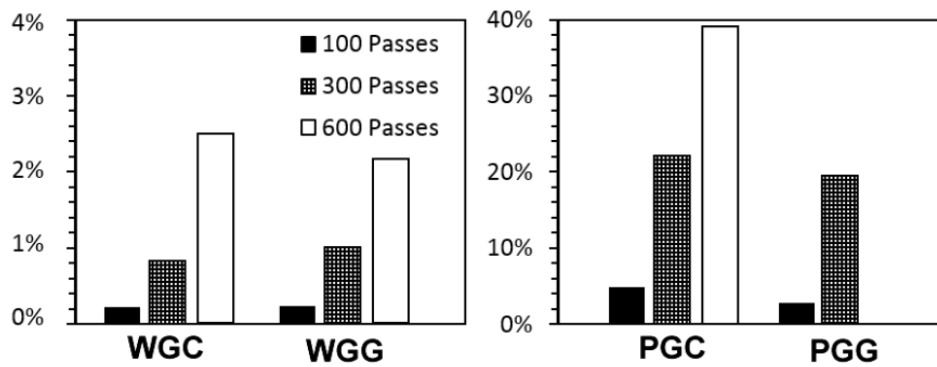 4%
3%
2%
1%
0%
100 Passes
300 Passes
600 Passes
WGC
WGG
40%
30%
20%
10%
0%
PGC
PGG